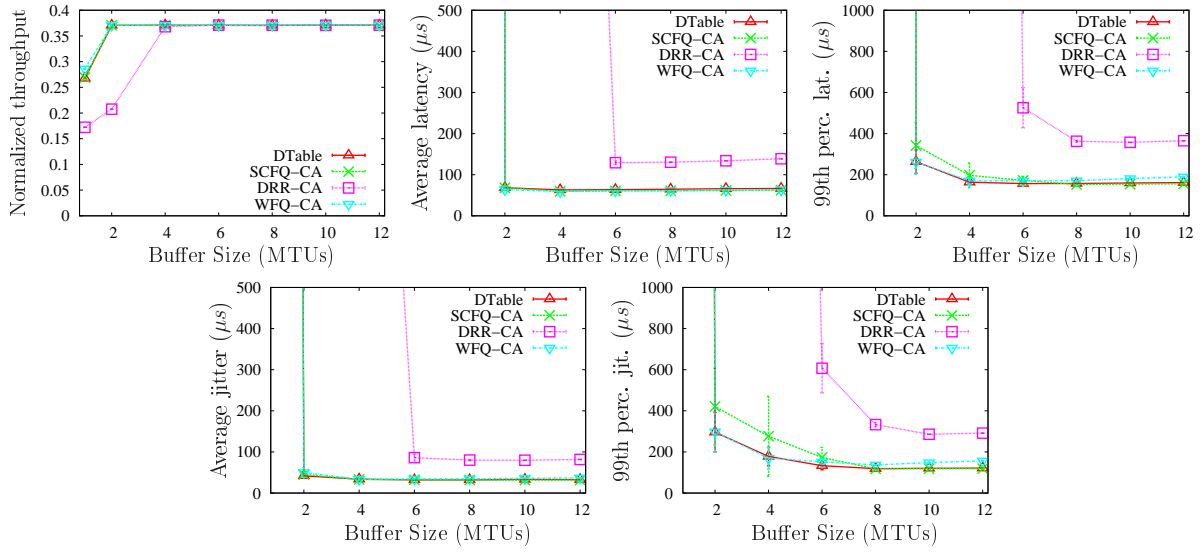 Normalized throughput
0.4
0.35
0.3
0.25
0.2
0.15
0.1
0.05
0
2 4 6 8 10 12
Buffer Size (MTUs)
DTable
SCFQ−CA
DRR−CA
WFQ−CA
Average latency (μs)
500
400
300
200
100
0
2 4 6 8 10 12
Buffer Size (MTUs)
DTable
SCFQ−CA
DRR−CA
WFQ−CA
99th perc. lat. (μs)
1000
800
600
400
200
0
2 4 6 8 10 12
Buffer Size (MTUs)
DTable
SCFQ−CA
DRR−CA
WFQ−CA
Average jitter (μs)
500
400
300
200
100
0
2 4 6 8 10 12
Buffer Size (MTUs)
DTable
SCFQ−CA
DRR−CA
WFQ−CA
99th perc. jit. (μs)
1000
800
600
400
200
0
2 4 6 8 10 12
Buffer Size (MTUs)
DTable
SCFQ−CA
DRR−CA
WFQ−CA